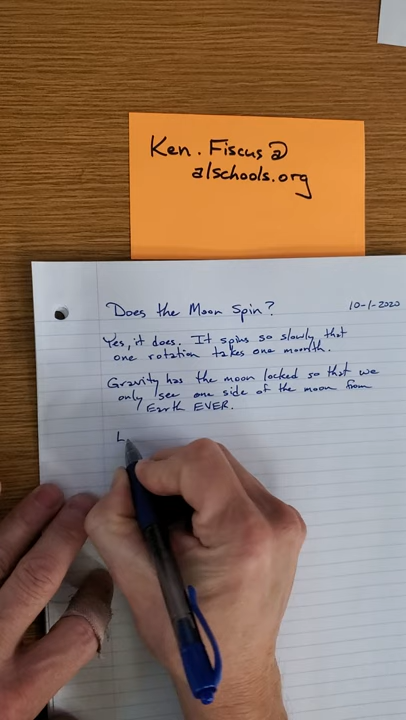 Ken.Fiscus@
alschools.org
Does the Moon Spin? 10-1-2020
Yes, it does. It spins so slowly that
one rotation takes one moonth.
Gravity has the moon locked so that we
only see one side of the moon from
Earth EVER.
L